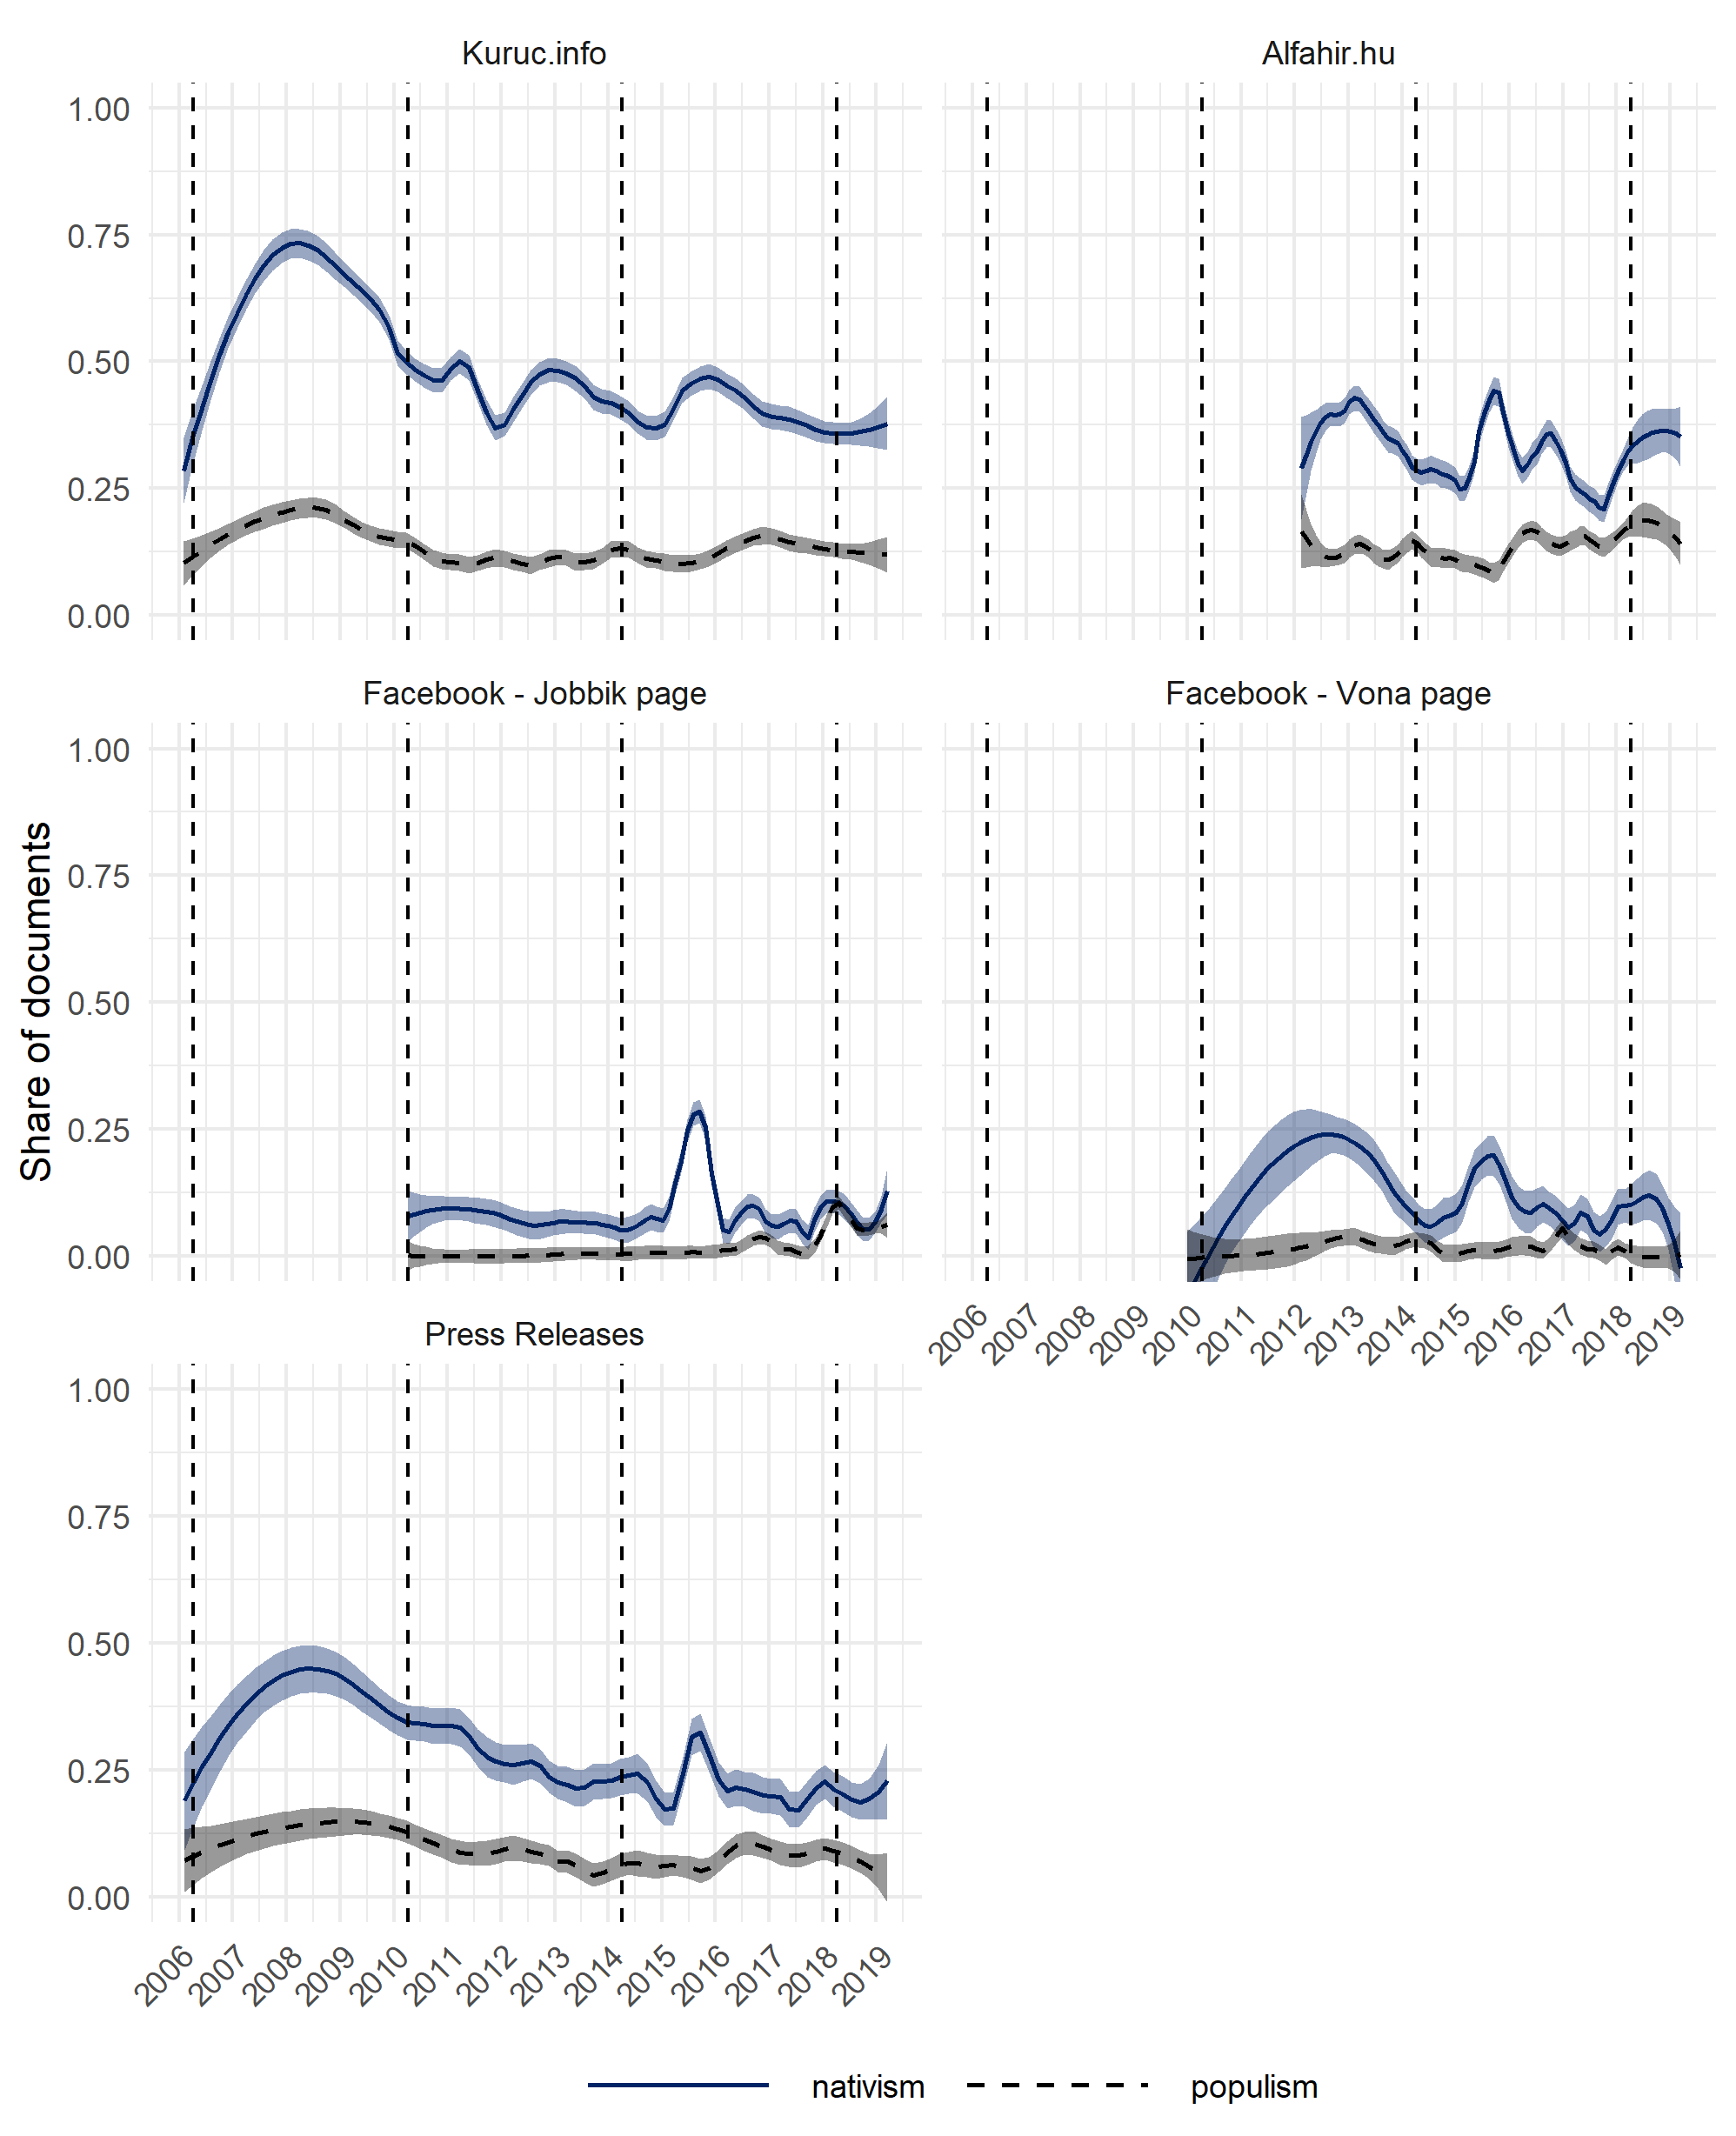 Kuruc.info
Alfahir.hu
1.00
0.75
0.50
0.25
0.00
Facebook - Jobbik page
Facebook - Vona page
1.00
0.75
0.50
0.25
0.00
Share of documents
2006 2007 2008 2009 2010 2011 2012 2013 2014 2015 2016 2017 2018 2019
Press Releases
1.00
0.75
0.50
0.25
0.00
2006 2007 2008 2009 2010 2011 2012 2013 2014 2015 2016 2017 2018 2019
nativism populism